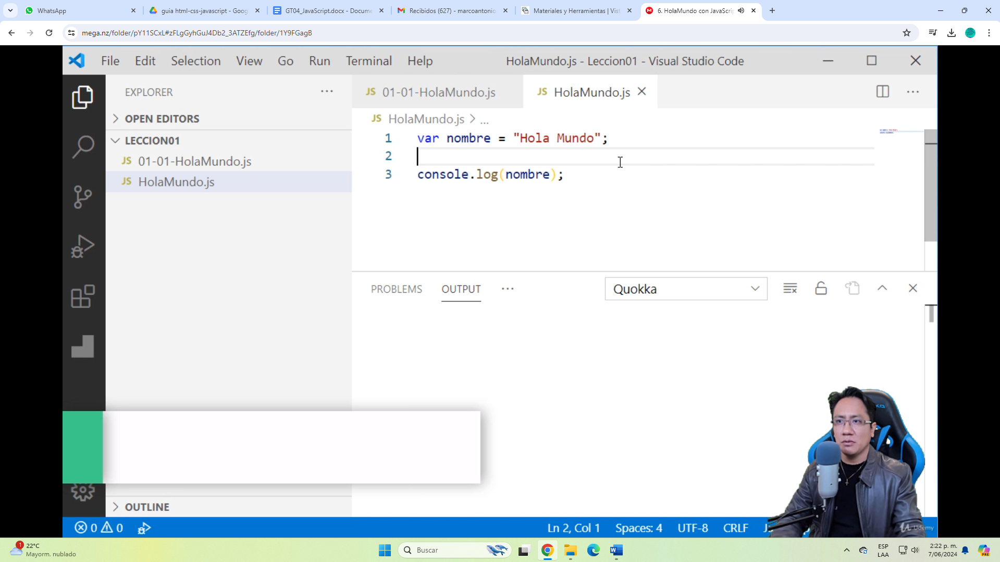 WhatsApp
guia html-css-javascript - Goog
GT04_JavaScript.docx - Docume
Recibidos (627) - marcoantonio
Materiales y Herramientas | Vist
6. HolaMundo con JavaScrip
mega.nz/folder/pY11SCxL#zFLgGyhGuJ4Db2_3ATZEfg/folder/1Y9FGagB
File Edit Selection View Go Run Terminal Help
HolaMundo.js - Leccion01 - Visual Studio Code
EXPLORER
OPEN EDITORS
LECCION01
JS 01-01-HolaMundo.js
JS HolaMundo.js
JS 01-01-HolaMundo.js
JS HolaMundo.js
JS HolaMundo.js > ...
1 var nombre = "Hola Mundo";
2
3 console.log(nombre);
PROBLEMS OUTPUT ...
Quokka
OUTLINE
0 0
Ln 2, Col 1 Spaces: 4 UTF-8 CRLF
Udemy
1
22°C
Mayorm. nublado
Buscar
ESP
LAA
2:22 p. m.
7/06/2024
PRE